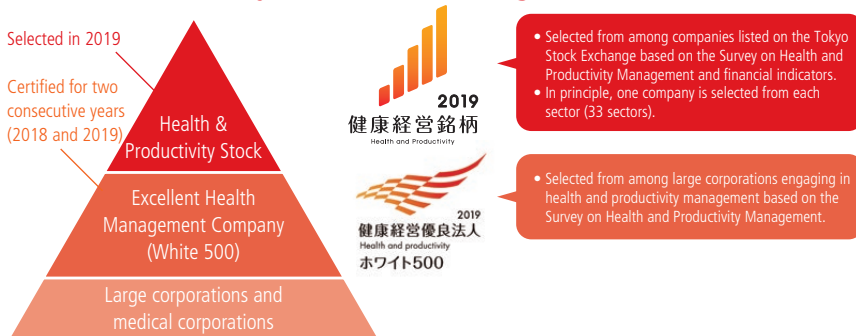 Selected in 2019
Certified for two
consecutive years
(2018 and 2019)
Health &
Productivity Stock
Excellent Health
Management Company
(White 500)
Large corporations and
medical corporations
2019
健康経営銘柄
Health and Productivity
2019
健康経営優良法人
Health and productivity
ホワイト500
• Selected from among companies listed on the Tokyo
Stock Exchange based on the Survey on Health and
Productivity Management and financial indicators.
• In principle, one company is selected from each
sector (33 sectors).
• Selected from among large corporations engaging in
health and productivity management based on the
Survey on Health and Productivity Management.